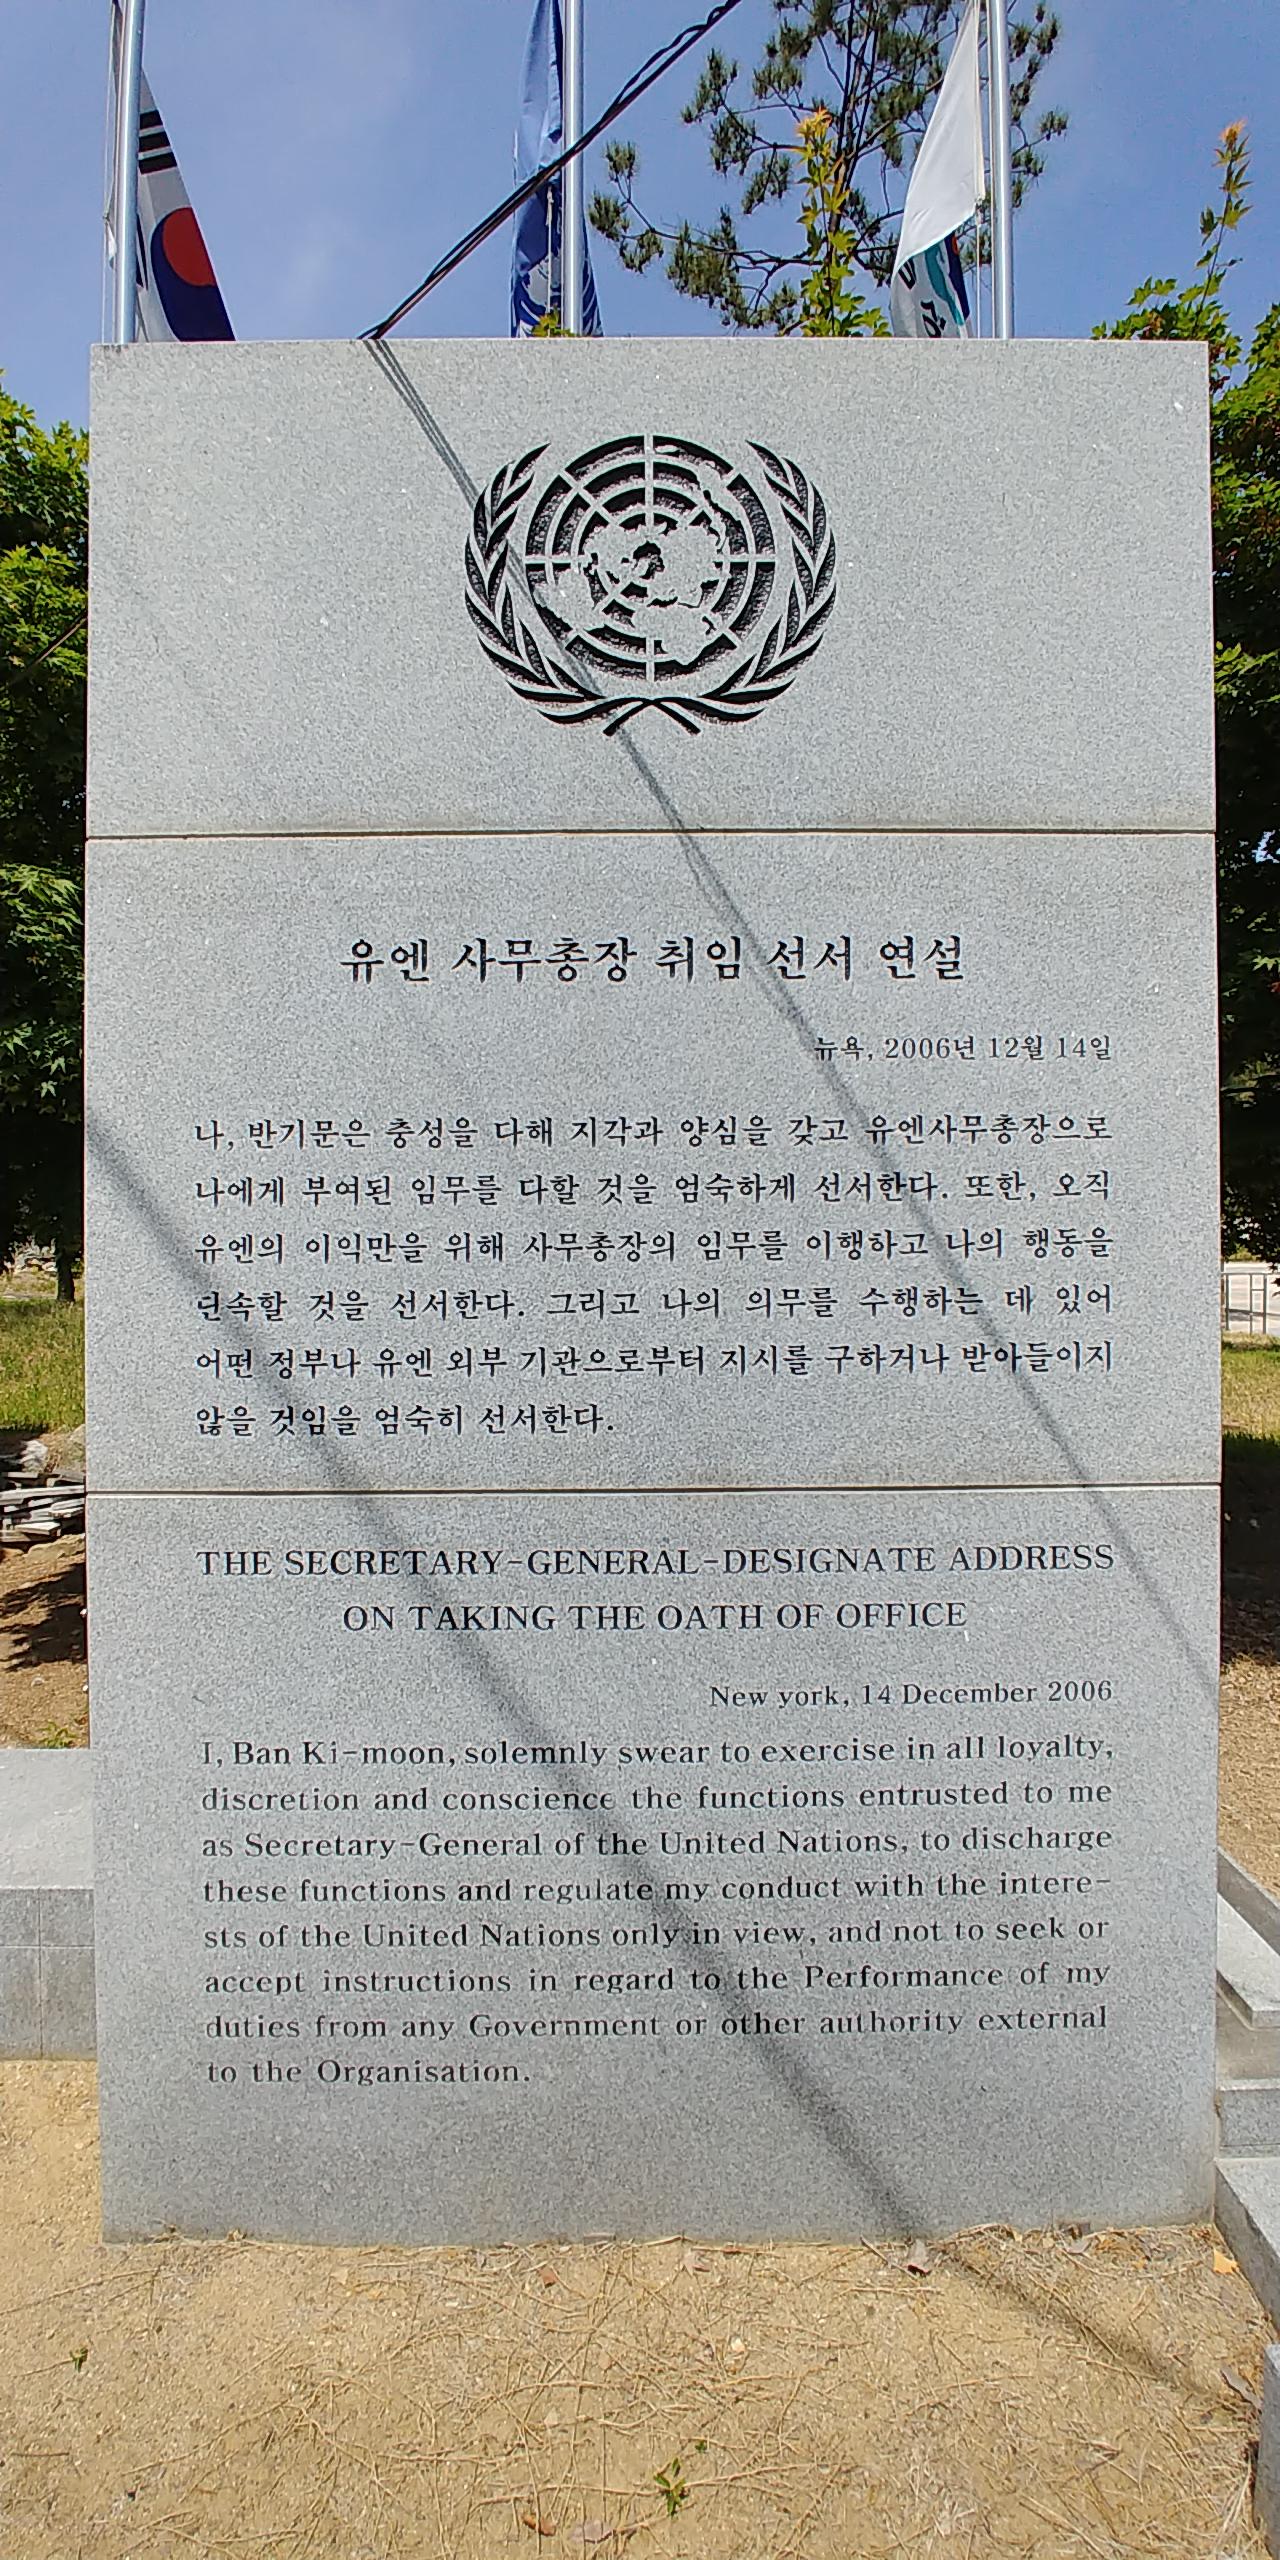 유엔 사무총장 취임 선서 연설
뉴욕, 2006년 12월 14일
나, 반기문은 충성을 다해 지각과 양심을 갖고 유엔사무총장으로
나에게 부여된 임무를 다할 것을 엄숙하게 선서한다. 또한, 오직
유엔의 이익만을 위해 사무총장의 임무를 이행하고 나의 행동을
단속할 것을 선서한다. 그리고 나의 의무를 수행하는 데 있어
어떤 정부나 유엔 외부 기관으로부터 지시를 구하거나 받아들이지
않을 것임을 엄숙히 선서한다.
THE SECRETARY-GENERAL-DESIGNATE ADDRESS
ON TAKING THE OATH OF OFFICE
New york, 14 December 2006
I, Ban Ki-moon, solemnly swear to exercise in all loyalty,
discretion and conscience the functions entrusted to me
as Secretary-General of the United Nations, to discharge
these functions and regulate my conduct with the intere-
sts of the United Nations only in view, and not to seek or
accept instructions in regard to the Performance of my
duties from any Government or other authority external
to the Organisation.